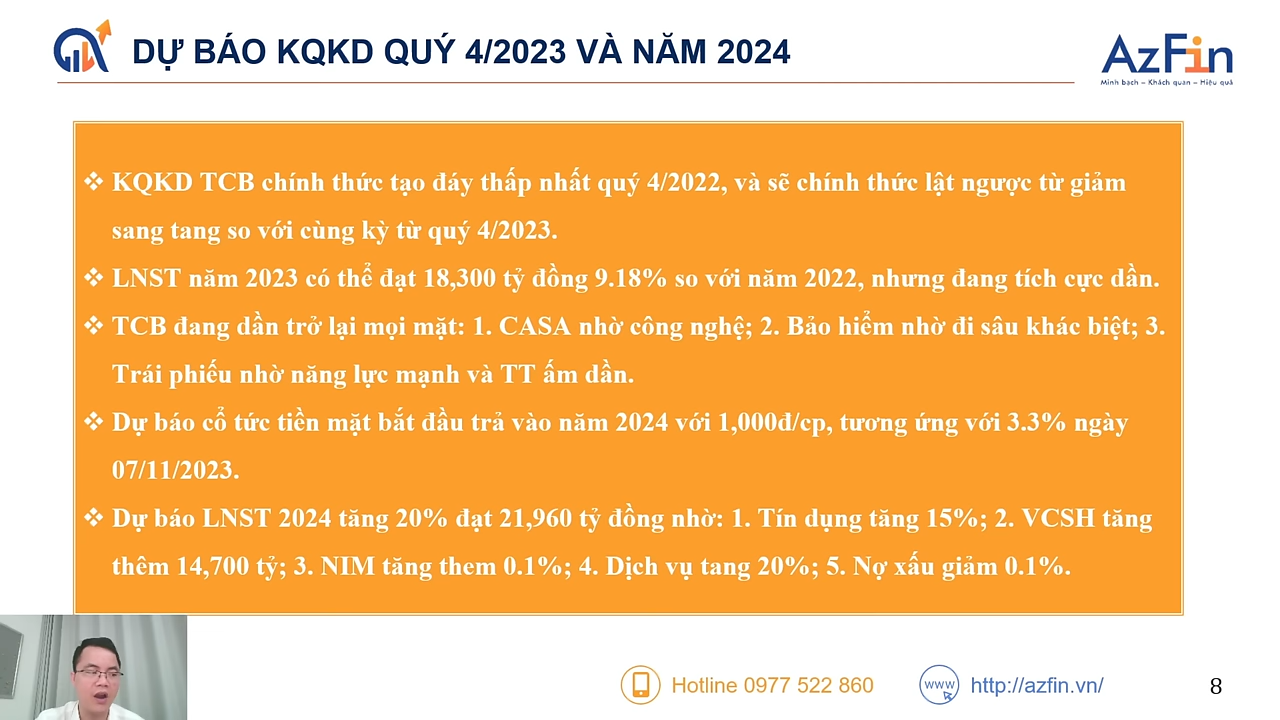 DỰ BÁO KQKD QUÝ 4/2023 VÀ NĂM 2024
AzFin
Minh bạch – Khách quan – Hiệu quả
❖ KQKD TCB chính thức tạo đáy thấp nhất quý 4/2022, và sẽ chính thức lật ngược từ giảm
sang tang so với cùng kỳ từ quý 4/2023.
❖ LNST năm 2023 có thể đạt 18,300 tỷ đồng 9.18% so với năm 2022, nhưng đang tích cực dần.
❖ TCB đang dần trở lại mọi mặt: 1. CASA nhờ công nghệ; 2. Bảo hiểm nhờ đi sâu khác biệt; 3.
Trái phiếu nhờ năng lực mạnh và TT ấm dần.
❖ Dự báo cổ tức tiền mặt bắt đầu trả vào năm 2024 với 1,000đ/cp, tương ứng với 3.3% ngày
07/11/2023.
❖ Dự báo LNST 2024 tăng 20% đạt 21,960 tỷ đồng nhờ: 1. Tín dụng tăng 15%; 2. VCSH tăng
thêm 14,700 tỷ; 3. NIM tăng them 0.1%; 4. Dịch vụ tang 20%; 5. Nợ xấu giảm 0.1%.
Hotline 0977 522 860
www
http://azfin.vn/
8